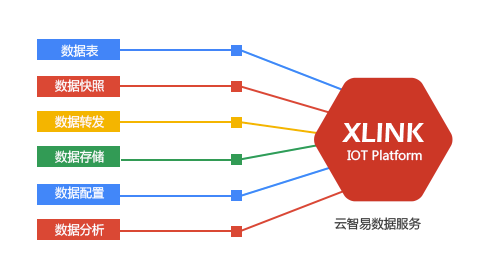 数据表
数据快照
数据转发
数据存储
数据配置
数据分析
XLINK
IOT Platform
云智易数据服务